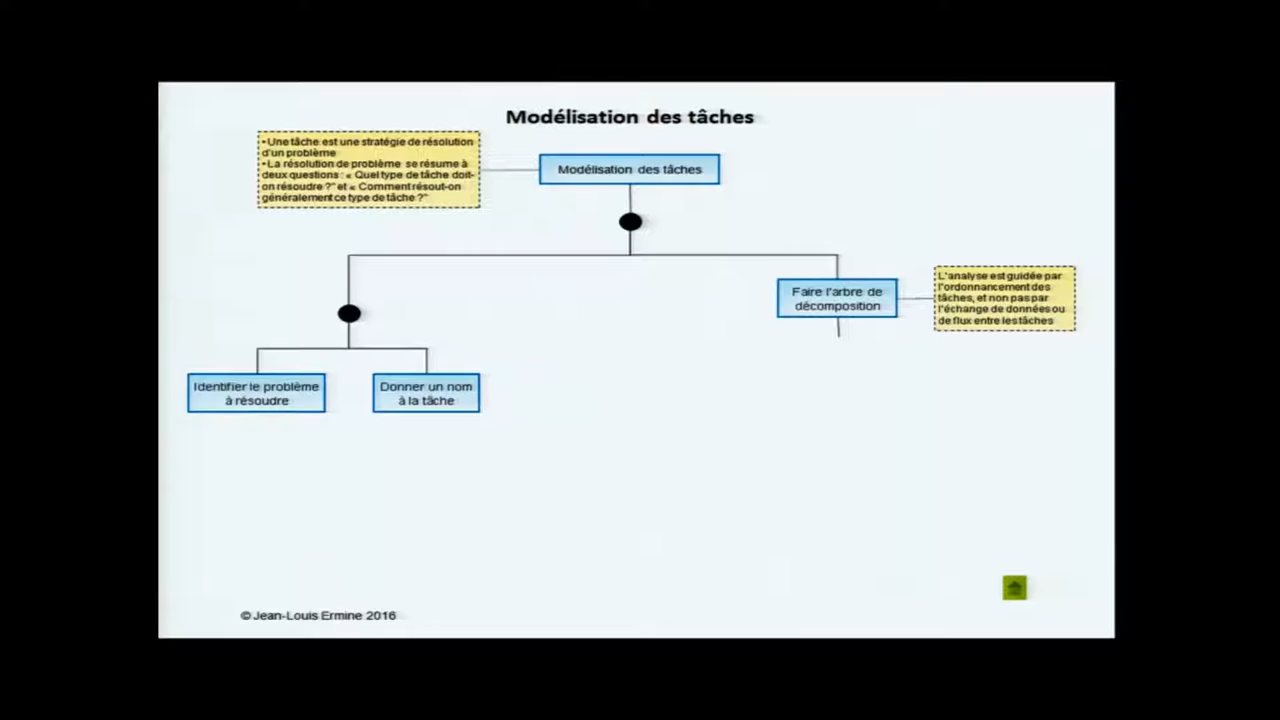 Modélisation des tâches
• Une tâche est une stratégie de résolution
d'un problème
• La résolution de problème se résume à
deux questions : « Quel type de tâche doit-
on résoudre ?" et « Comment résout-on
généralement ce type de tâche ?"
Modélisation des tâches
Faire l'arbre de
décomposition
L'analyse est guidée par
l'ordonnancement des
tâches, et non pas par
l'échange de données ou
de flux entre les tâches
Identifier le problème
à résoudre
Donner un nom
à la tâche
© Jean-Louis Ermine 2016